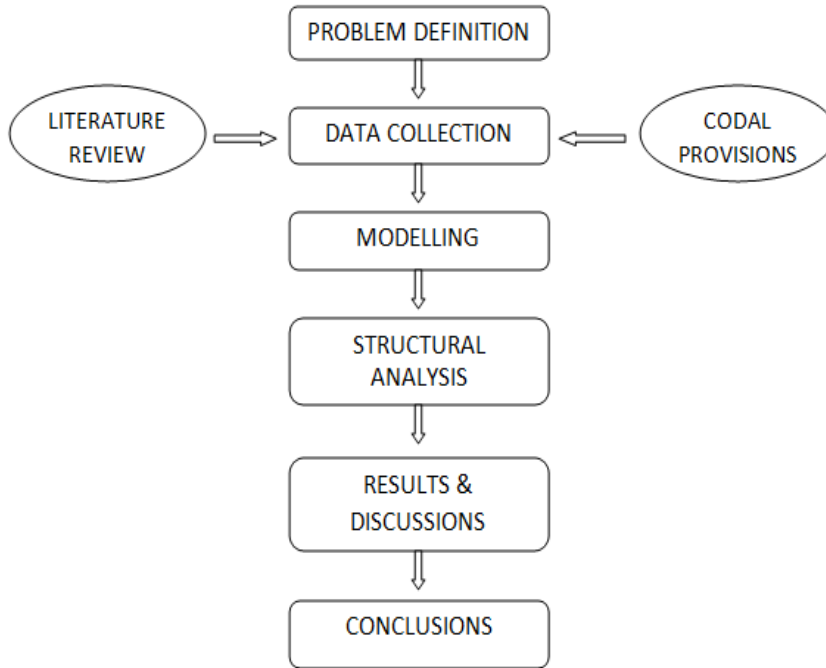 PROBLEM DEFINITION
LITERATURE
REVIEW
DATA COLLECTION
CODAL
PROVISIONS
MODELLING
STRUCTURAL
ANALYSIS
RESULTS &
DISCUSSIONS
CONCLUSIONS